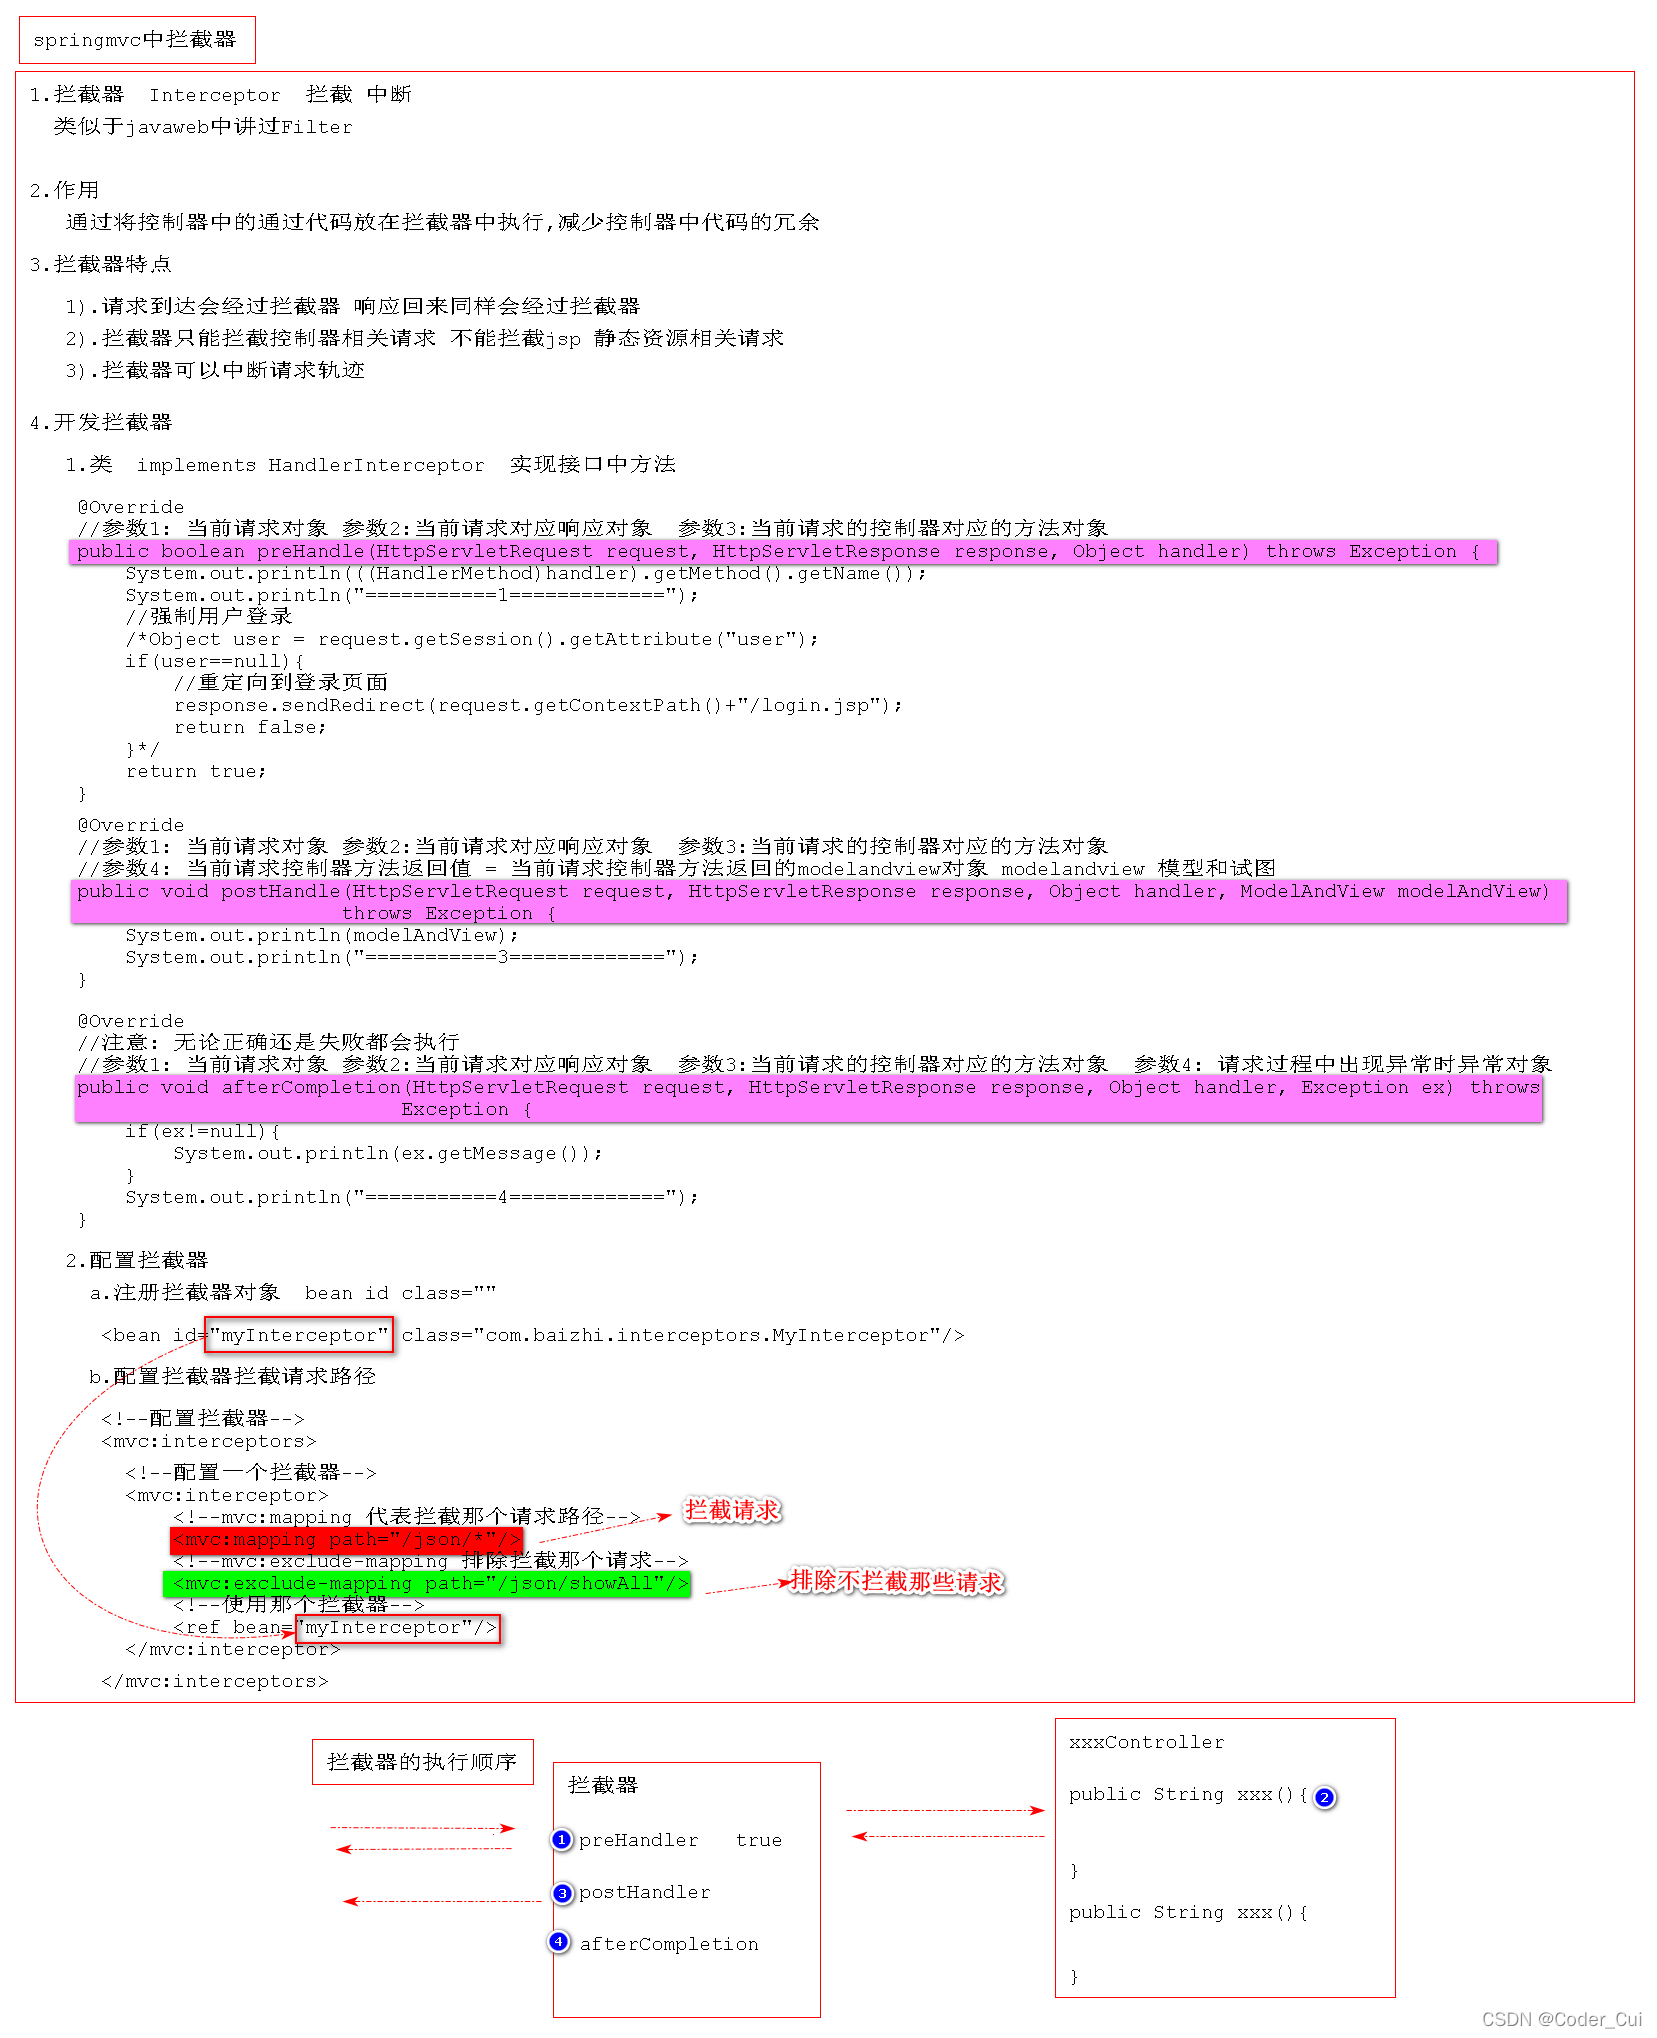 springmvc中拦截器
1.拦截器 Interceptor 拦截 中断
类似于javaweb中讲过Filter
2.作用
通过将控制器中的通过代码放在拦截器中执行,减少控制器中代码的冗余
3.拦截器特点
1).请求到达会经过拦截器 响应回来同样会经过拦截器
2).拦截器只能拦截控制器相关请求 不能拦截jsp 静态资源相关请求
3).拦截器可以中断请求轨迹
4.开发拦截器
1.类 implements HandlerInterceptor 实现接口中方法
@Override
//参数1: 当前请求对象 参数2:当前请求对应响应对象 参数3:当前请求的控制器对应的方法对象
public boolean preHandle(HttpServletRequest request, HttpServletResponse response, Object handler) throws Exception {
System.out.println(((HandlerMethod)handler).getMethod().getName());
System.out.println("===========1=============");
//强制用户登录
/*Object user = request.getSession().getAttribute("user");
if(user==null){
//重定向到登录页面
response.sendRedirect(request.getContextPath()+"/login.jsp");
return false;
}*/
return true;
}
@Override
//参数1: 当前请求对象 参数2:当前请求对应响应对象 参数3:当前请求的控制器对应的方法对象
//参数4: 当前请求控制器方法返回值 = 当前请求控制器方法返回的modelandview对象 modelandview 模型和试图
public void postHandle(HttpServletRequest request, HttpServletResponse response, Object handler, ModelAndView modelAndView)
throws Exception {
System.out.println(modelAndView);
System.out.println("===========3=============");
}
@Override
//注意: 无论正确还是失败都会执行
//参数1: 当前请求对象 参数2:当前请求对应响应对象 参数3:当前请求的控制器对应的方法对象 参数4: 请求过程中出现异常时异常对象
public void afterCompletion(HttpServletRequest request, HttpServletResponse response, Object handler, Exception ex) throws
Exception {
if(ex!=null){
System.out.println(ex.getMessage());
}
System.out.println("===========4=============");
}
2.配置拦截器
a.注册拦截器对象 bean id class=""
<bean id="myInterceptor" class="com.baizhi.interceptors.MyInterceptor"/>
b.配置拦截器拦截请求路径
<!--配置拦截器-->
<mvc:interceptors>
<!--配置一个拦截器-->
<mvc:interceptor>
<!--mvc:mapping 代表拦截那个请求路径-->
拦截请求
<mvc:mapping path="/json/*"/>
<!--mvc:exclude-mapping 排除拦截那个请求-->
<mvc:exclude-mapping path="/json/showAll"/>
排除不拦截那些请求
<!--使用那个拦截器-->
<ref bean="myInterceptor"/>
</mvc:interceptor>
</mvc:interceptors>
拦截器的执行顺序
拦截器
1 preHandler true
3 postHandler
4 afterCompletion
xxxController
public String xxx(){ 2
}
public String xxx(){
}
CSDN @Coder_Cui